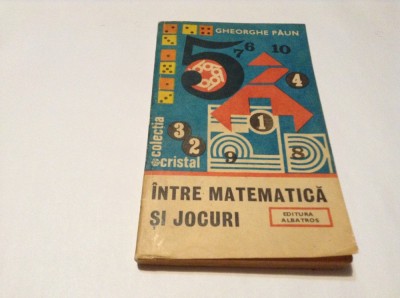 GHEORGHE PĂUN
5 7 6 10
4
3 2 1
9 8
colecția
cristal
ÎNTRE MATEMATICĂ
ȘI JOCURI
EDITURA
ALBATROS